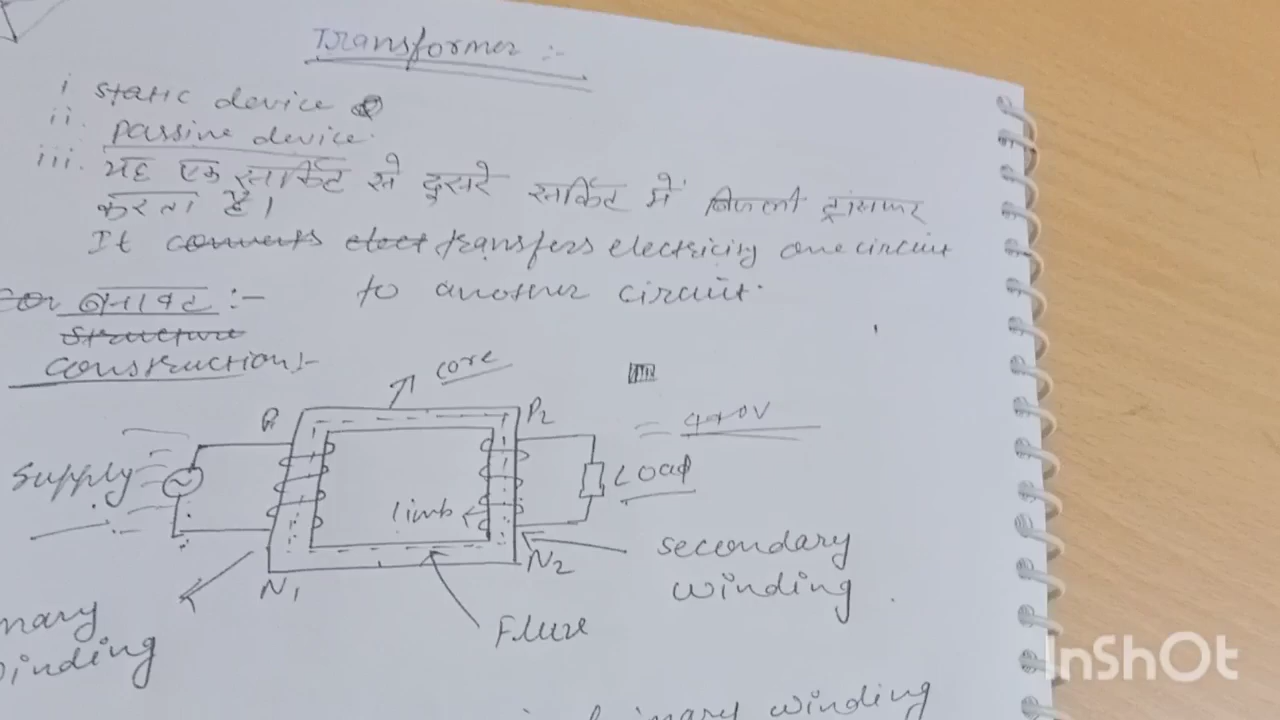 Transformer :-
i static device
ii. passive device.
iii. यह एक सर्किट से दुसरे सर्किट में बिजली ट्रांसफर
करता है।
It converts elect transfers electricity one circuit
to another circuit.
बनावट :-
Structure
construction:-
core
P2
= 440V
Supply
Load
limb
N1
N2
secondary
winding
Flux
mary
inding
primary winding
InShOt